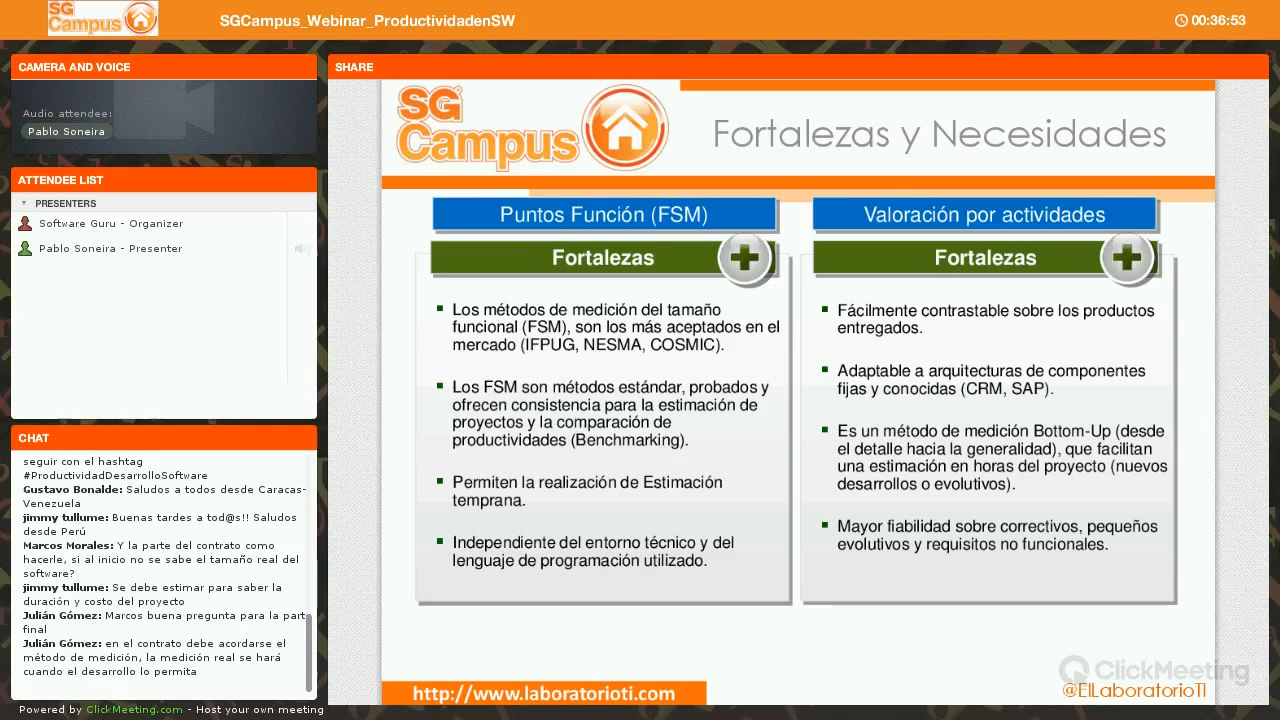 SG
Campus
SGCampus_Webinar_ProductividadenSW
00:36:53
CAMERA AND VOICE
Audio attendee:
Pablo Soneira
ATTENDEE LIST
PRESENTERS
Software Guru - Organizer
Pablo Soneira - Presenter
CHAT
seguir con el hashtag
#ProductividadDesarrolloSoftware
Gustavo Bonalde: Saludos a todos desde Caracas-
Venezuela
jimmy tullume: Buenas tardes a tod@s!! Saludos
desde Perú
Marcos Morales: Y la parte del contrato como
hacerle, si al inicio no se sabe el tamaño real del
software?
jimmy tullume: Se debe estimar para saber la
duración y costo del proyecto
Julián Gómez: Marcos buena pregunta para la part
final
Julián Gómez: en el contrato debe acordarse el
método de medición, la medición real se hará
cuando el desarrollo lo permita
Powered by ClickMeeting.com - Host your own meeting
SHARE
SG
Campus
Fortalezas y Necesidades
Puntos Función (FSM)
Fortalezas
Los métodos de medición del tamaño
funcional (FSM), son los más aceptados en el
mercado (IFPUG, NESMA, COSMIC).
Los FSM son métodos estándar, probados y
ofrecen consistencia para la estimación de
proyectos y la comparación de
productividades (Benchmarking).
Permiten la realización de Estimación
temprana.
Independiente del entorno técnico y del
lenguaje de programación utilizado.
Valoración por actividades
Fortalezas
Fácilmente contrastable sobre los productos
entregados.
Adaptable a arquitecturas de componentes
fijas y conocidas (CRM, SAP).
Es un método de medición Bottom-Up (desde
el detalle hacia la generalidad), que facilitan
una estimación en horas del proyecto (nuevos
desarrollos o evolutivos).
Mayor fiabilidad sobre correctivos, pequeños
evolutivos y requisitos no funcionales.
http://www.laboratorioti.com
ClickMeeting
@ElLaboratorioTI